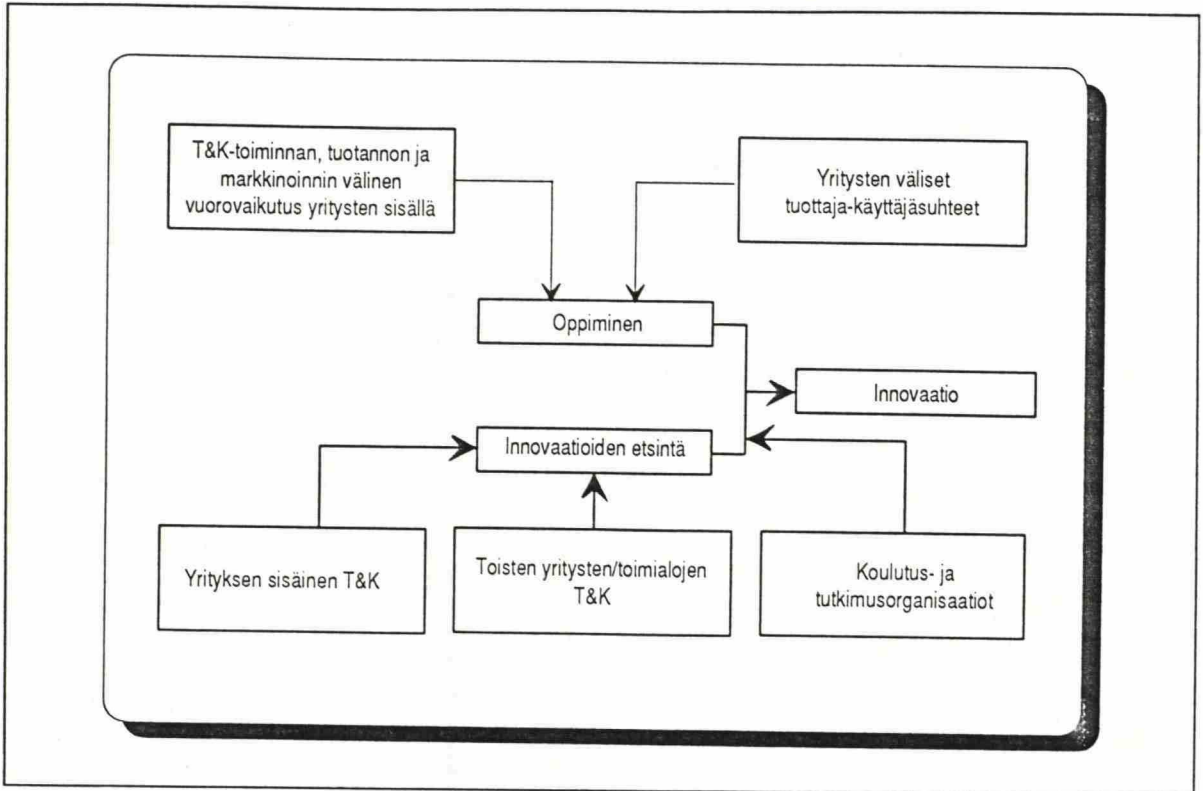 T&K-toiminnan, tuotannon ja
markkinoinnin välinen
vuorovaikutus yritysten sisällä
Yritysten väliset
tuottaja-käyttäjäsuhteet
Oppiminen
Innovaatio
Innovaatioiden etsintä
Yrityksen sisäinen T&K
Toisten yritysten/toimialojen
T&K
Koulutus- ja
tutkimusorganisaatiot